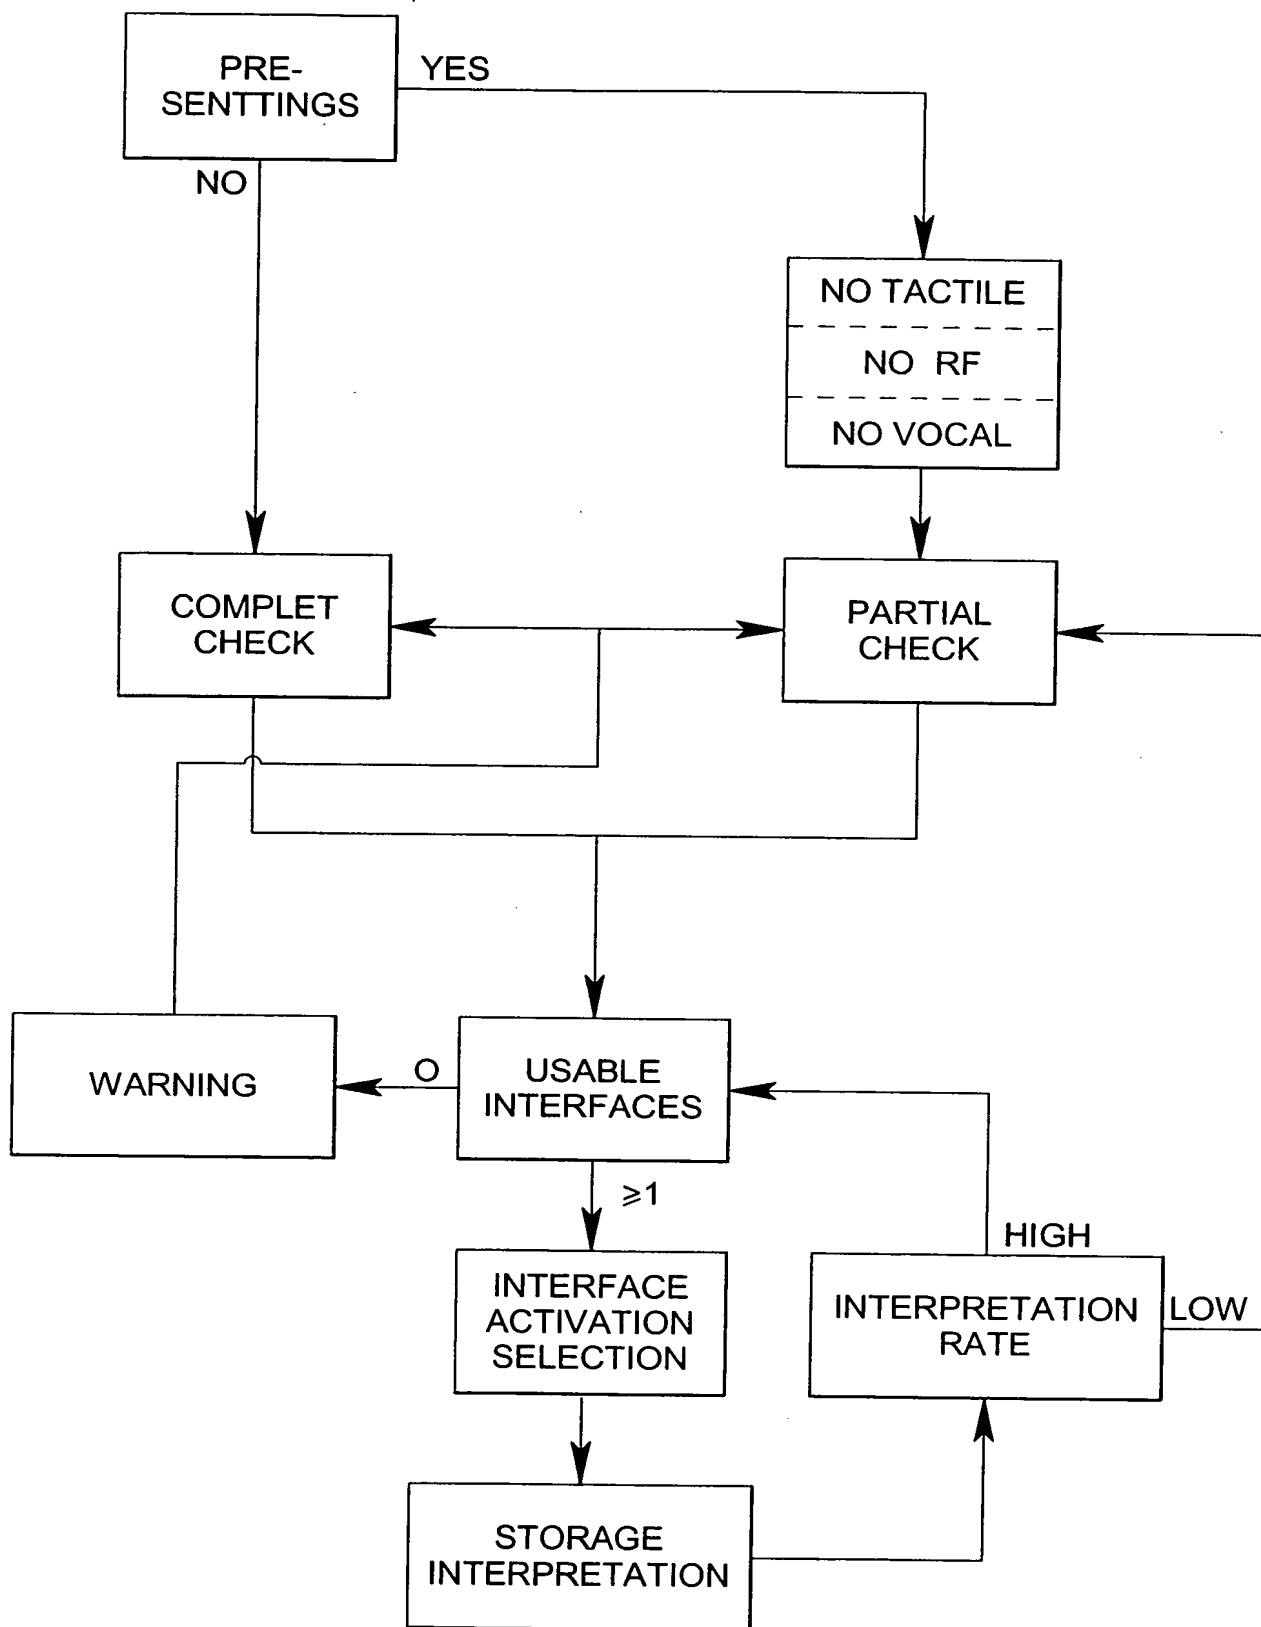 PRE-
SENTTINGS
YES
NO
NO TACTILE
NO RF
NO VOCAL
COMPLET
CHECK
PARTIAL
CHECK
WARNING
O
USABLE
INTERFACES
≥1
INTERFACE
ACTIVATION
SELECTION
HIGH
INTERPRETATION
RATE
LOW
STORAGE
INTERPRETATION